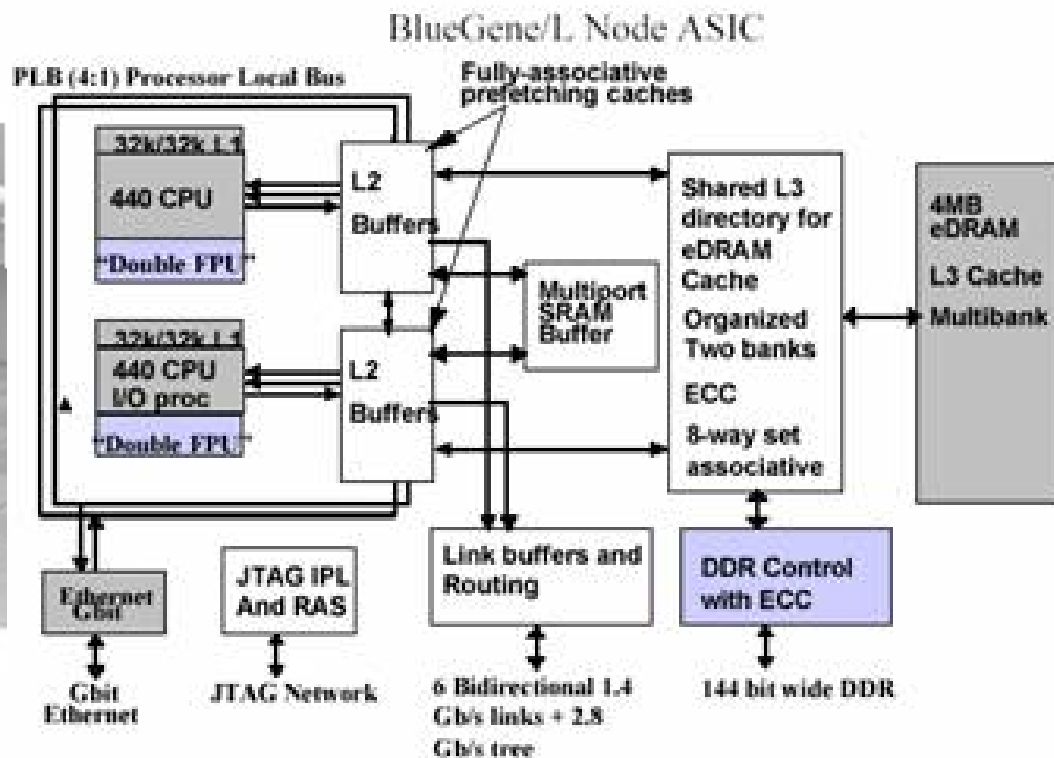 BlueGene/L Node ASIC
PLB (4:1) Processor Local Bus
Fully-associative
prefetching caches
32k/32k L1
440 CPU
"Double FPU"
L2
Buffers
32k/32k L1
440 CPU
I/O proc
"Double FPU"
L2
Buffers
Multiport
SRAM
Buffer
Shared L3
directory for
eDRAM
Cache
Organized
Two banks
ECC
8-way set
associative
4MB
eDRAM
L3 Cache
Multibank
Ethernet
Gbit
JTAG IPL
And RAS
Link buffers and
Routing
DDR Control
with ECC
Gbit
Ethernet
JTAG Network
6 Bidirectional 1.4
Gb/s links + 2.8
Gb/s tree
144 bit wide DDR